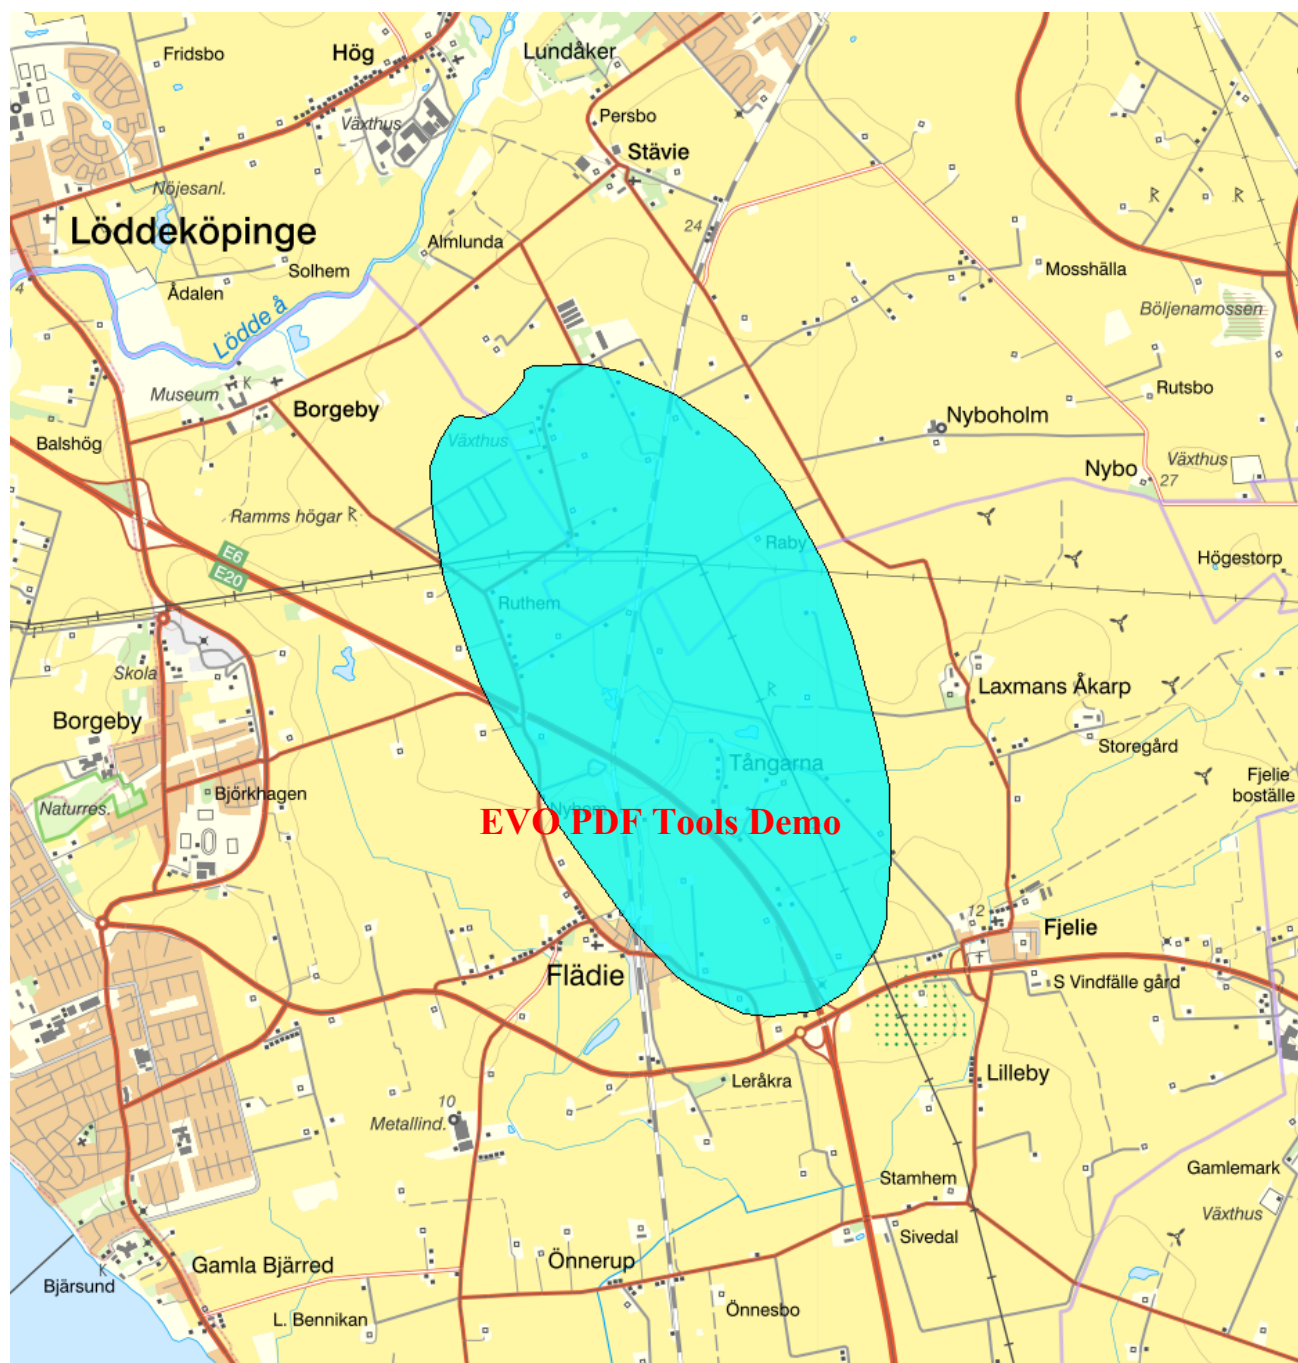 Fridsbo
Hög
Lundåker
Växthus
Persbo
Stävie
Nöjesanl.
Löddeköpinge
24
Almlunda
Solhem
Mosshälla
4
Ådalen
Lödde å
Böljenamossen
Museum
K
Rutsbo
Borgeby
Nyboholm
Balshög
Växthus
Nybo
27
Växthus
Ramms högar R
R
R
E6
E20
Raby
Högestorp
Ruthem
Skola
Laxmans Åkarp
R
Borgeby
Storegård
Tångarna
Fjelie
boställe
Björkhagen
Naturres.
Nyhem
EVO PDF Tools Demo
12
Fjelie
Flädie
S Vindfälle gård
Leråkra
Lilleby
10
Metallind.
Stamhem
Gamlemark
Växthus
Sivedal
Gamla Bjärred
Önnerup
K
Bjärsund
Önnesbo
L. Bennikan